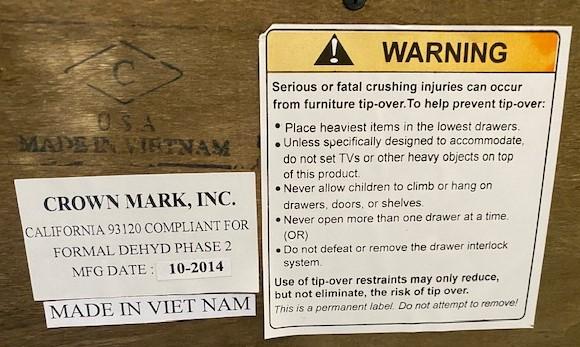 C
USA
MADE IN VIETNAM
CROWN MARK, INC.
CALIFORNIA 93120 COMPLIANT FOR
FORMAL DEHYD PHASE 2
MFG DATE : 10-2014
MADE IN VIET NAM
WARNING
Serious or fatal crushing injuries can occur
from furniture tip-over.To help prevent tip-over:
• Place heaviest items in the lowest drawers.
• Unless specifically designed to accommodate,
do not set TVs or other heavy objects on top
of this product.
• Never allow children to climb or hang on
drawers, doors, or shelves.
• Never open more than one drawer at a time.
(OR)
• Do not defeat or remove the drawer interlock
system.
Use of tip-over restraints may only reduce,
but not eliminate, the risk of tip over.
This is a permanent label. Do not attempt to remove!